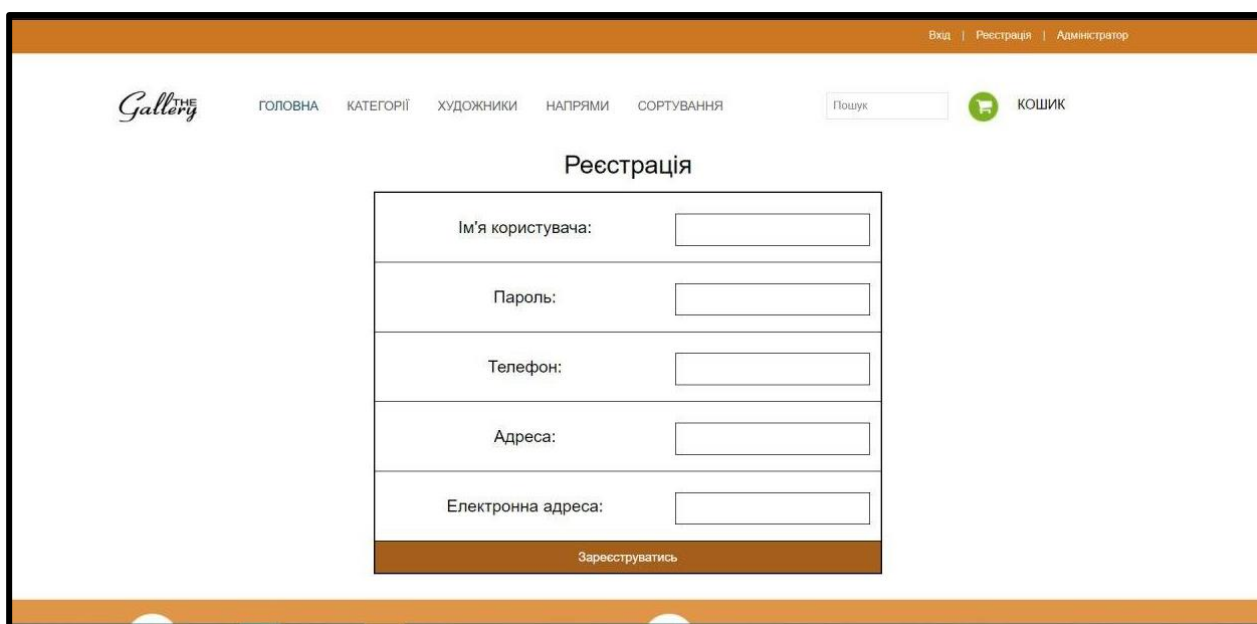 Вхід | Реєстрація | Адміністратор
THE
Gallery
ГОЛОВНА КАТЕГОРІЇ ХУДОЖНИКИ НАПРЯМИ СОРТУВАННЯ Пошук КОШИК
Реєстрація
Ім'я користувача:
Пароль:
Телефон:
Адреса:
Електронна адреса:
Зареєструватись